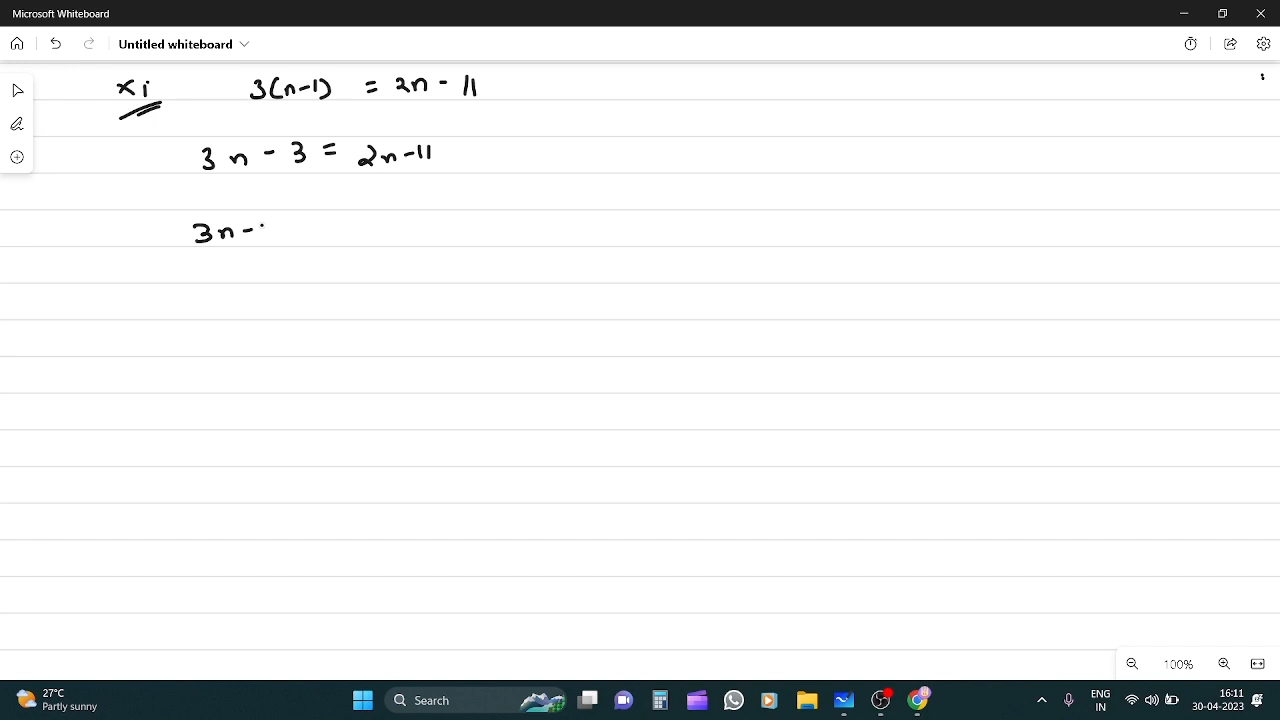 Microsoft Whiteboard
Untitled whiteboard
xi 3(n-1) = 2n - 11
3n - 3 = 2n-11
3n -
100%
27°C
Partly sunny
Search
ENG
IN
16:11
30-04-2023